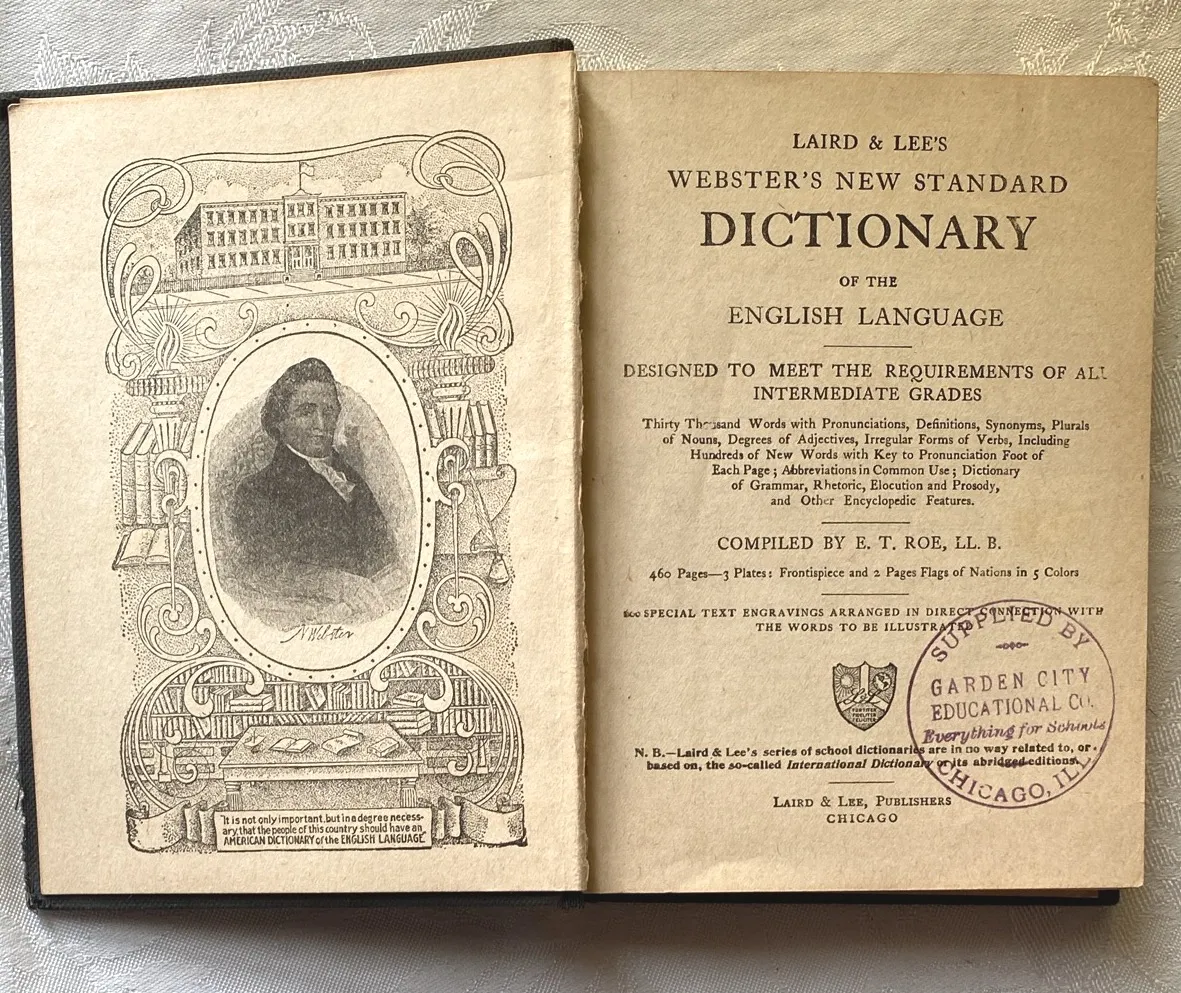 N Webster
"It is not only important, but in a degree necess-
ary, that the people of this country should have an
AMERICAN DICTIONARY of the ENGLISH LANGUAGE"
LAIRD & LEE'S
WEBSTER'S NEW STANDARD
DICTIONARY
OF THE
ENGLISH LANGUAGE
DESIGNED TO MEET THE REQUIREMENTS OF ALL
INTERMEDIATE GRADES
Thirty Thousand Words with Pronunciations, Definitions, Synonyms, Plurals
of Nouns, Degrees of Adjectives, Irregular Forms of Verbs, Including
Hundreds of New Words with Key to Pronunciation Foot of
Each Page; Abbreviations in Common Use; Dictionary
of Grammar, Rhetoric, Elocution and Prosody,
and Other Encyclopedic Features.
COMPILED BY E. T. ROE, LL. B.
460 Pages—3 Plates: Frontispiece and 2 Pages Flags of Nations in 5 Colors
SPECIAL TEXT ENGRAVINGS ARRANGED IN DIRECT CONNECTION WITH
THE WORDS TO BE ILLUSTRATED
SUPPLIED BY
GARDEN CITY
EDUCATIONAL CO.
Everything for Schools
CHICAGO, ILL.
FORTITER
FIDELITER
FELICITER
N. B.—Laird & Lee's series of school dictionaries are in no way related to, or
based on, the so-called International Dictionary or its abridged editions.
LAIRD & LEE, PUBLISHERS
CHICAGO